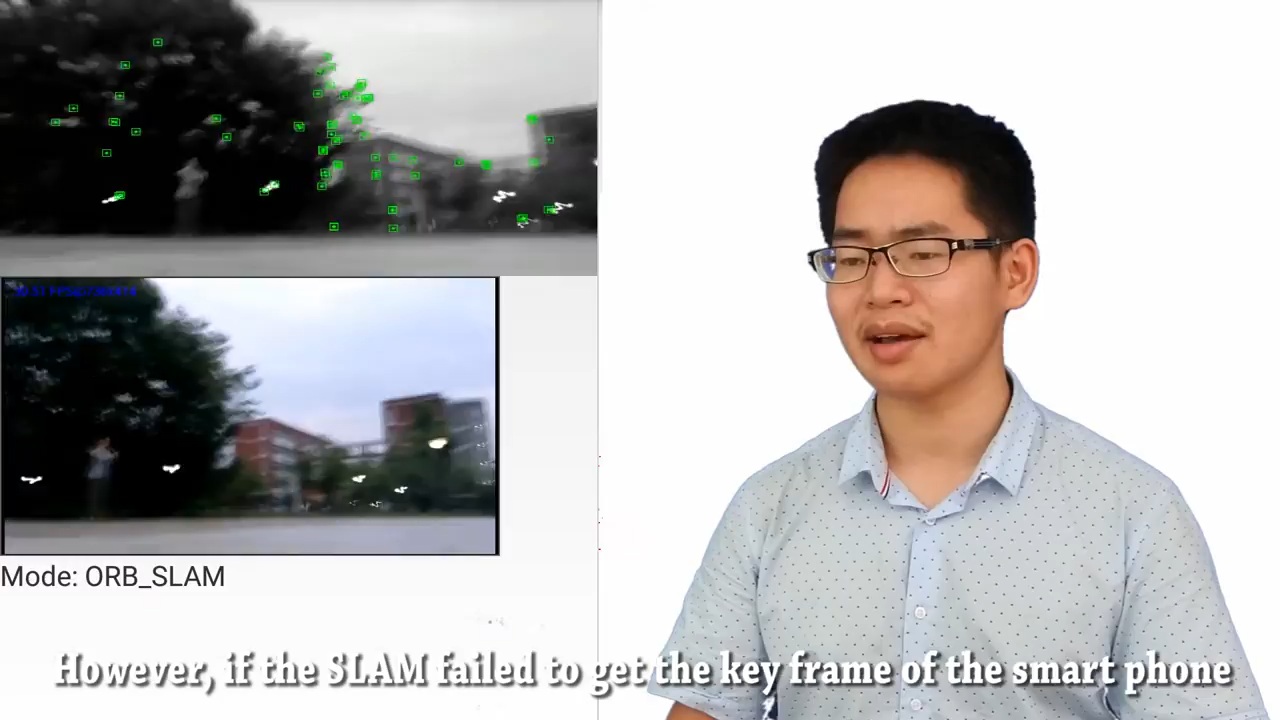 Mode: ORB_SLAM
However, if the SLAM failed to get the key frame of the smart phone